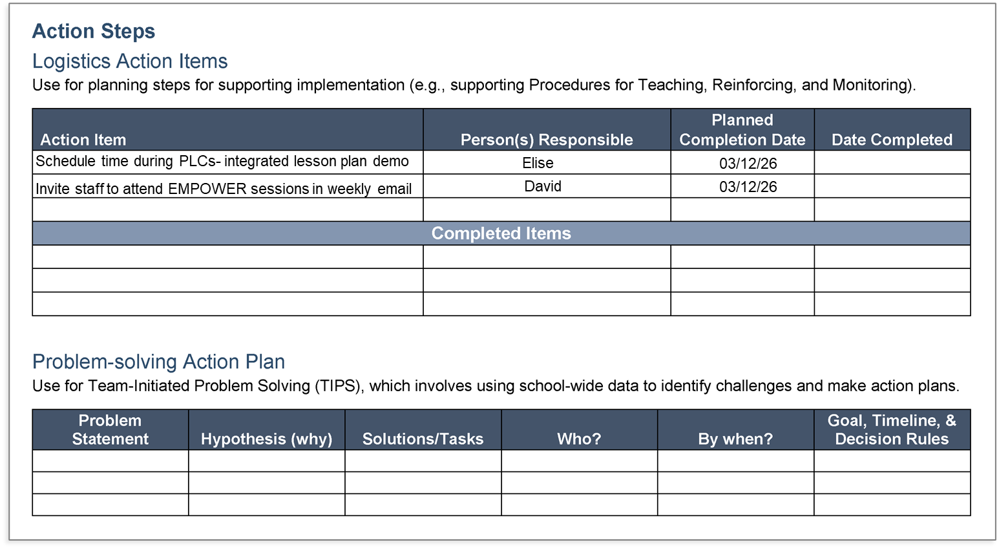 Action Steps
Logistics Action Items
Use for planning steps for supporting implementation (e.g., supporting Procedures for Teaching, Reinforcing, and Monitoring).
Action Item Person(s) Responsible Planned Completion Date Date Completed
Schedule time during PLCs- integrated lesson plan demo Elise 03/12/26
Invite staff to attend EMPOWER sessions in weekly email David 03/12/26
Completed Items
Problem-solving Action Plan
Use for Team-Initiated Problem Solving (TIPS), which involves using school-wide data to identify challenges and make action plans.
Problem Statement Hypothesis (why) Solutions/Tasks Who? By when? Goal, Timeline, & Decision Rules